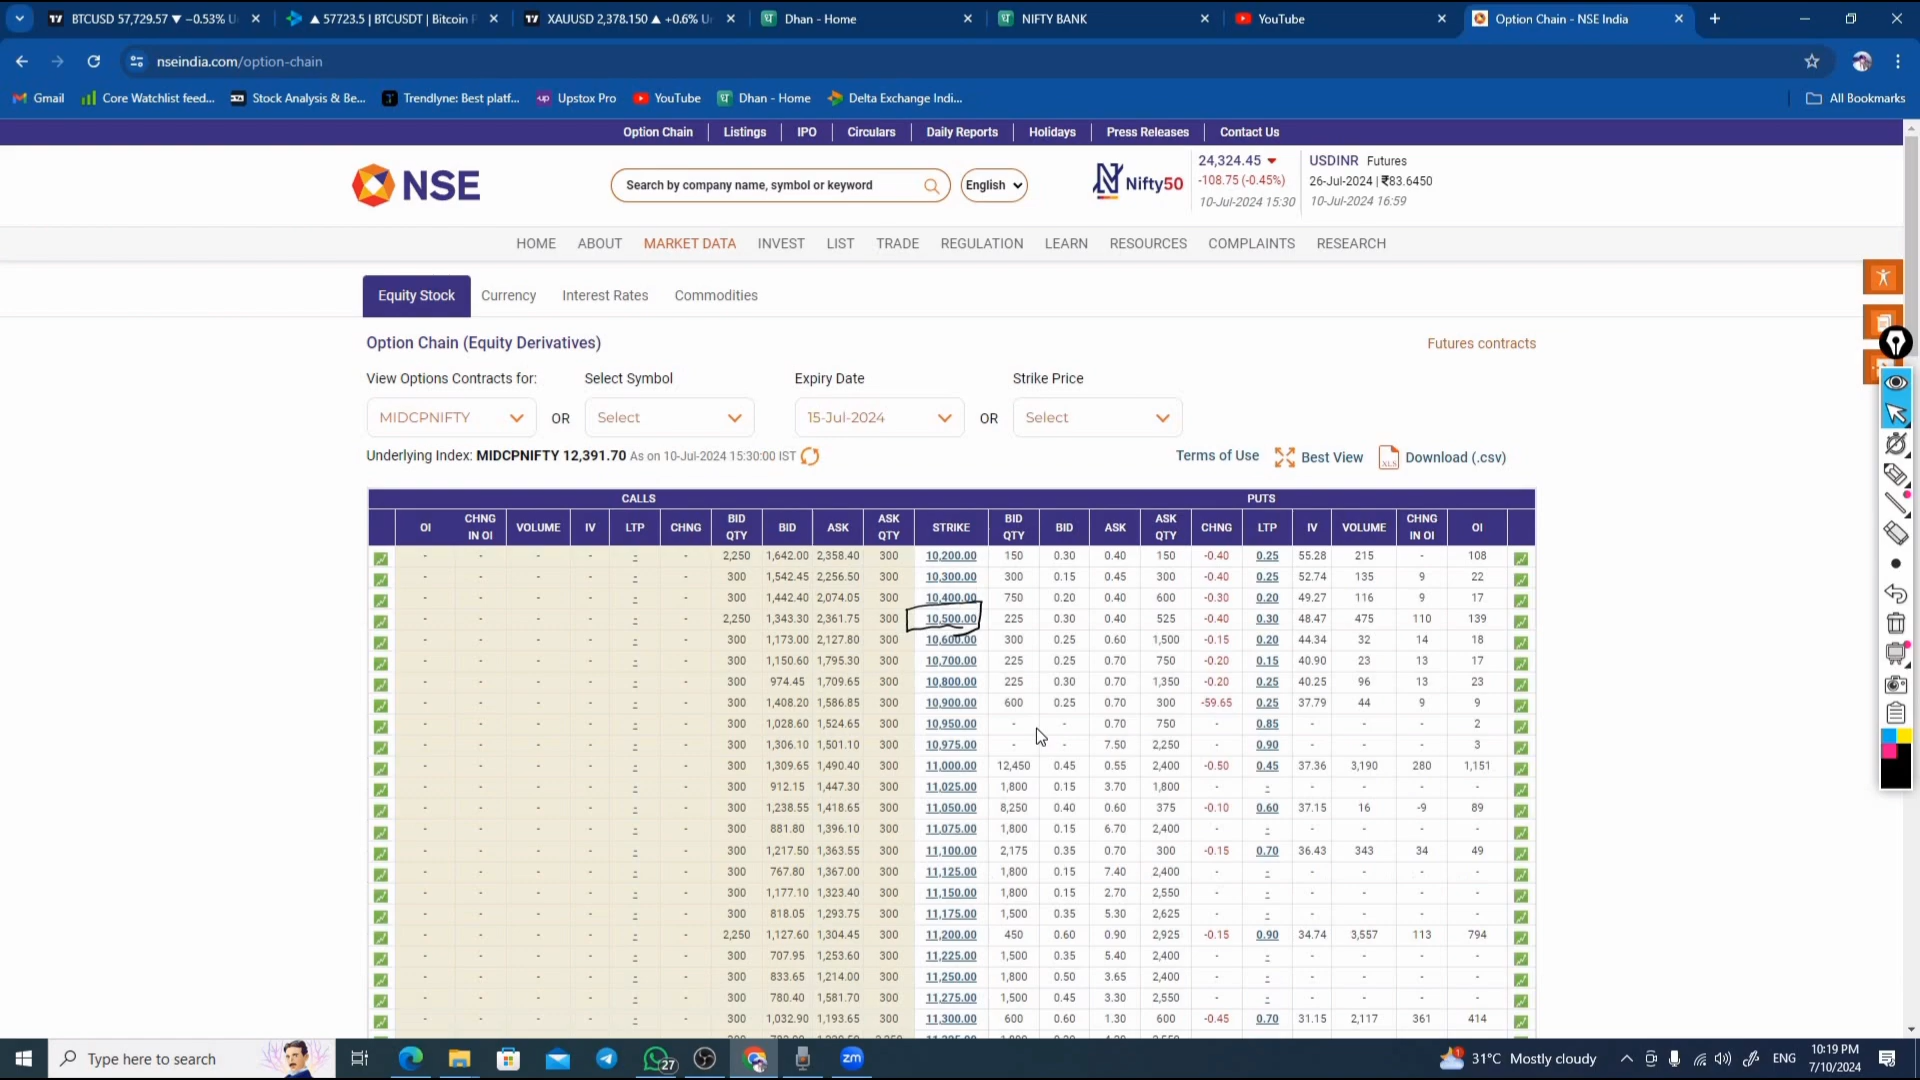 BTCUSD 57,729.57 ▼ −0.53% U
▲ 57723.5 | BTCUSDT | Bitcoin P
XAUUSD 2,378.150 ▲ +0.6% U
Dhan - Home
NIFTY BANK
YouTube
Option Chain - NSE India
nseindia.com/option-chain
Gmail
Core Watchlist feed...
Stock Analysis & Be...
Trendlyne: Best platf...
Upstox Pro
YouTube
Dhan - Home
Delta Exchange Indi...
All Bookmarks
Option Chain
Listings
IPO
Circulars
Daily Reports
Holidays
Press Releases
Contact Us
NSE
Search by company name, symbol or keyword
English
Nifty50
24,324.45
-108.75 (-0.45%)
10-Jul-2024 15:30
USDINR Futures
26-Jul-2024 | ₹83.6450
10-Jul-2024 16:59
HOME ABOUT MARKET DATA INVEST LIST TRADE REGULATION LEARN RESOURCES COMPLAINTS RESEARCH
Equity Stock Currency Interest Rates Commodities
Option Chain (Equity Derivatives)
Futures contracts
View Options Contracts for: Select Symbol Expiry Date Strike Price
MIDCPNIFTY OR Select 15-Jul-2024 OR Select
Underlying Index: MIDCPNIFTY 12,391.70 As on 10-Jul-2024 15:30:00 IST
Terms of Use Best View Download (.csv)
CALLS PUTS
OI CHNG IN OI VOLUME IV LTP CHNG BID QTY BID ASK ASK QTY STRIKE BID QTY BID ASK ASK QTY CHNG LTP IV VOLUME CHNG IN OI OI
- - - - - - 2,250 1,642.00 2,358.40 300 10,200.00 150 0.30 0.40 150 -0.40 0.25 55.28 215 - 108
- - - - - - 300 1,542.45 2,256.50 300 10,300.00 300 0.15 0.45 300 -0.40 0.25 52.74 135 9 22
- - - - - - 300 1,442.40 2,074.05 300 10,400.00 750 0.20 0.40 600 -0.30 0.20 49.27 116 9 17
- - - - - - 2,250 1,343.30 2,361.75 300 10,500.00 225 0.30 0.40 525 -0.40 0.30 48.47 475 110 139
- - - - - - 300 1,173.00 2,127.80 300 10,600.00 300 0.25 0.60 1,500 -0.15 0.20 44.34 32 14 18
- - - - - - 300 1,150.60 1,795.30 300 10,700.00 225 0.25 0.70 750 -0.20 0.15 40.90 23 13 17
- - - - - - 300 974.45 1,709.65 300 10,800.00 225 0.30 0.70 1,350 -0.20 0.25 40.25 96 13 23
- - - - - - 300 1,408.20 1,586.85 300 10,900.00 600 0.25 0.70 300 -59.65 0.25 37.79 44 9 9
- - - - - - 300 1,028.60 1,524.65 300 10,950.00 - - 0.70 750 - 0.85 - - - 2
- - - - - - 300 1,306.10 1,501.10 300 10,975.00 - - 7.50 2,250 - 0.90 - - - 3
- - - - - - 300 1,309.65 1,490.40 300 11,000.00 12,450 0.45 0.55 2,400 -0.50 0.45 37.36 3,190 280 1,151
- - - - - - 300 912.15 1,447.30 300 11,025.00 1,800 0.15 3.70 1,800 - - - - - -
- - - - - - 300 1,238.55 1,418.65 300 11,050.00 8,250 0.40 0.60 375 -0.10 0.60 37.15 16 -9 89
- - - - - - 300 881.80 1,396.10 300 11,075.00 1,800 0.15 6.70 2,400 - - - - - -
- - - - - - 300 1,217.50 1,363.55 300 11,100.00 2,175 0.35 0.70 300 -0.15 0.70 36.43 343 34 49
- - - - - - 300 767.80 1,367.00 300 11,125.00 1,800 0.15 7.40 2,400 - - - - - -
- - - - - - 300 1,177.10 1,323.40 300 11,150.00 1,800 0.15 2.70 2,550 - - - - - -
- - - - - - 300 818.05 1,293.75 300 11,175.00 1,500 0.35 5.30 2,625 - - - - - -
- - - - - - 2,250 1,127.60 1,304.45 300 11,200.00 450 0.60 0.90 2,925 -0.15 0.90 34.74 3,557 113 794
- - - - - - 300 707.95 1,253.60 300 11,225.00 1,500 0.35 5.40 2,400 - - - - - -
- - - - - - 300 833.65 1,214.00 300 11,250.00 1,800 0.50 3.65 2,400 - - - - - -
- - - - - - 300 780.40 1,581.70 300 11,275.00 1,500 0.45 3.30 2,550 - - - - - -
- - - - - - 300 1,032.90 1,193.65 300 11,300.00 600 0.60 1.30 600 -0.45 0.70 31.15 2,117 361 414
Type here to search
27
zm
31°C Mostly cloudy
ENG
10:19 PM
7/10/2024